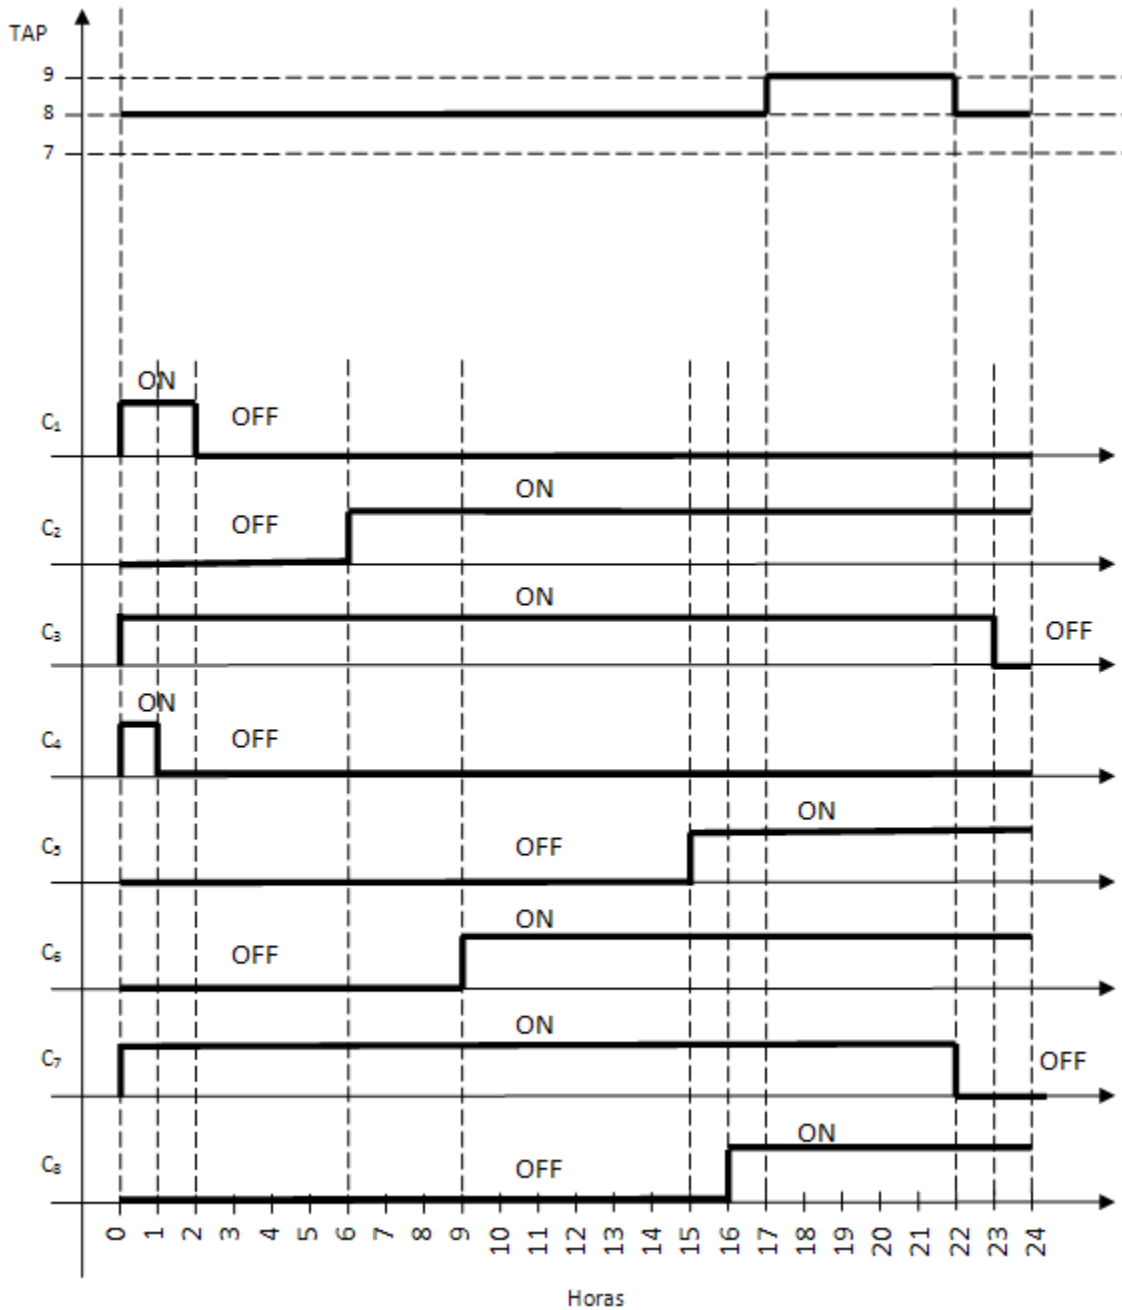 TAP
9
8
7
ON
C₁ OFF
ON
C₂ OFF
ON
C₃ OFF
ON
C₄ OFF
ON
C₅ OFF
ON
C₆ OFF
ON
C₇ OFF
ON
C₈ OFF
0 1 2 3 4 5 6 7 8 9 10 11 12 13 14 15 16 17 18 19 20 21 22 23 24
Horas